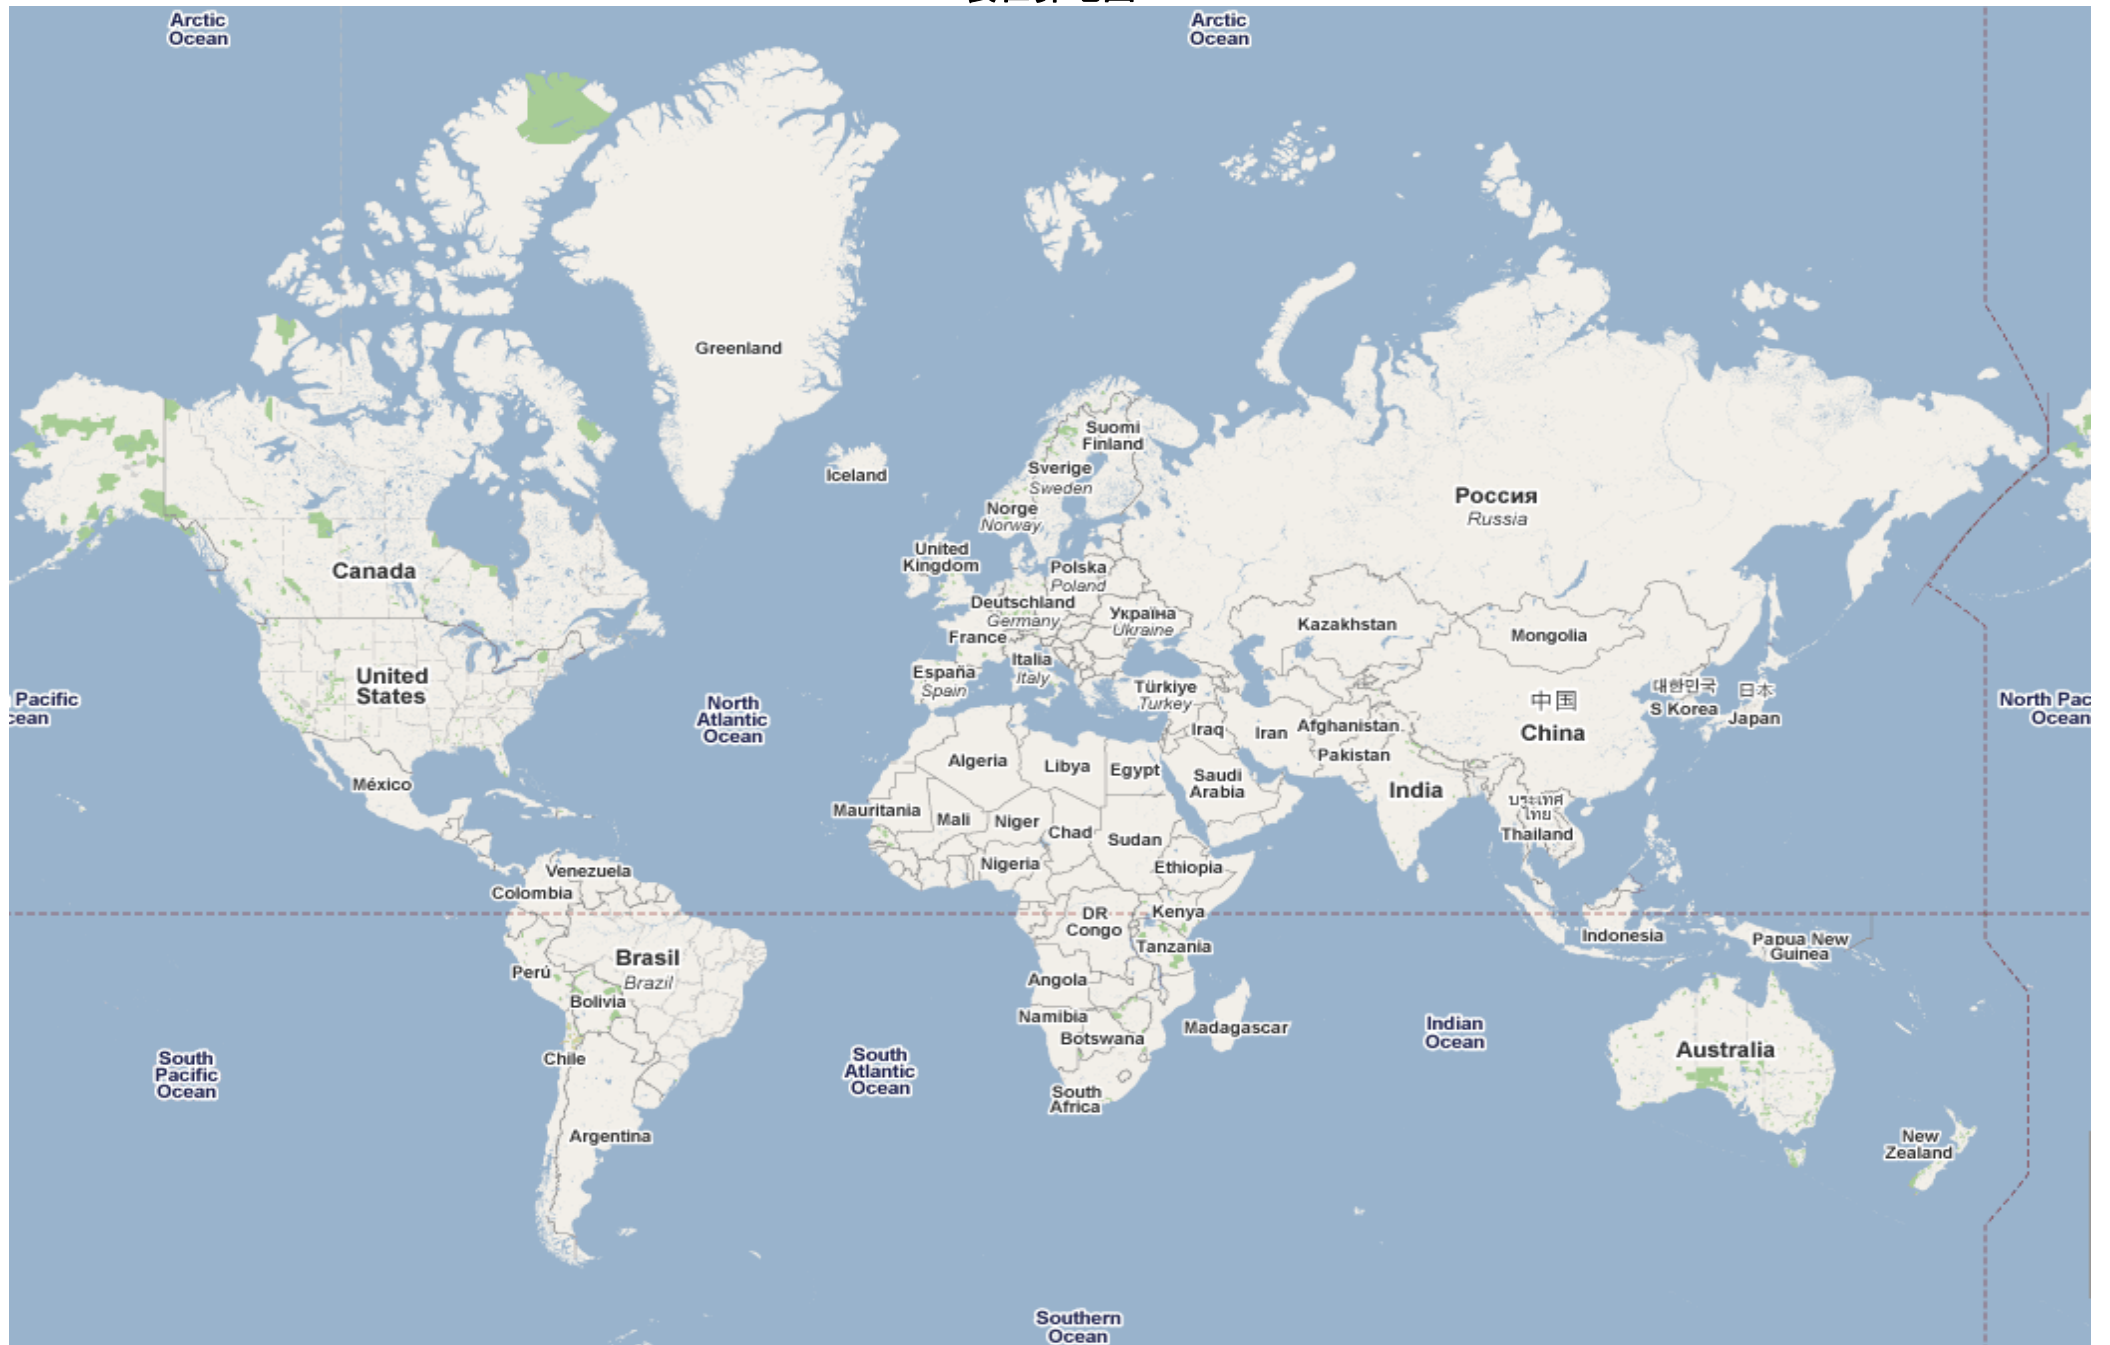 Arctic
Ocean
Arctic
Ocean
Greenland
Iceland
Suomi
Finland
Sverige
Sweden
Norge
Norway
Россия
Russia
United
Kingdom
Polska
Poland
Canada
Deutschland
Germany
Україна
Ukraine
France
Kazakhstan
Mongolia
Italia
Italy
España
Spain
United
States
Türkiye
Turkey
대한민국
S Korea
日本
Japan
中国
China
Pacific
cean
North
Atlantic
Ocean
North Pac
Ocean
Iraq
Iran
Afghanistan
Pakistan
Algeria
Libya
Egypt
Saudi
Arabia
India
México
Mauritania
Mali
Niger
Chad
Sudan
ประเทศ
ไทย
Thailand
Nigeria
Ethiopia
Venezuela
Colombia
DR
Congo
Kenya
Tanzania
Indonesia
Papua New
Guinea
Brasil
Brazil
Perú
Bolivia
Angola
Namibia
Botswana
Madagascar
Indian
Ocean
Australia
Chile
South
Pacific
Ocean
South
Atlantic
Ocean
South
Africa
Argentina
New
Zealand
Southern
Ocean